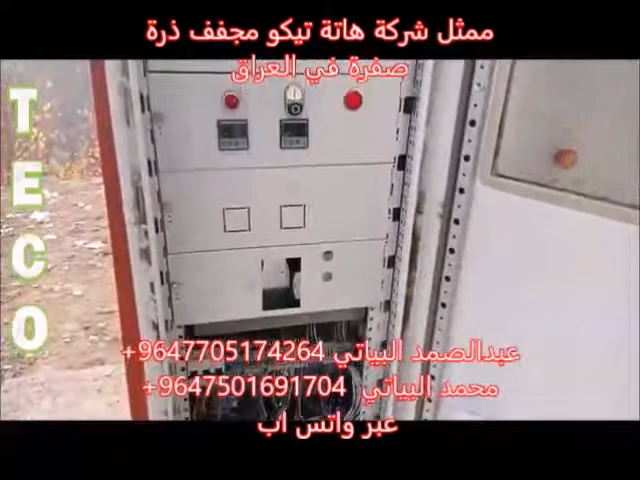 ممثل شركة هاتة تيكو مجفف ذرة
صفرة في العراق
TECO
عبدالصمد البياتي 9647705174264+
محمد البياتي 9647501691704+
عبر واتس اب